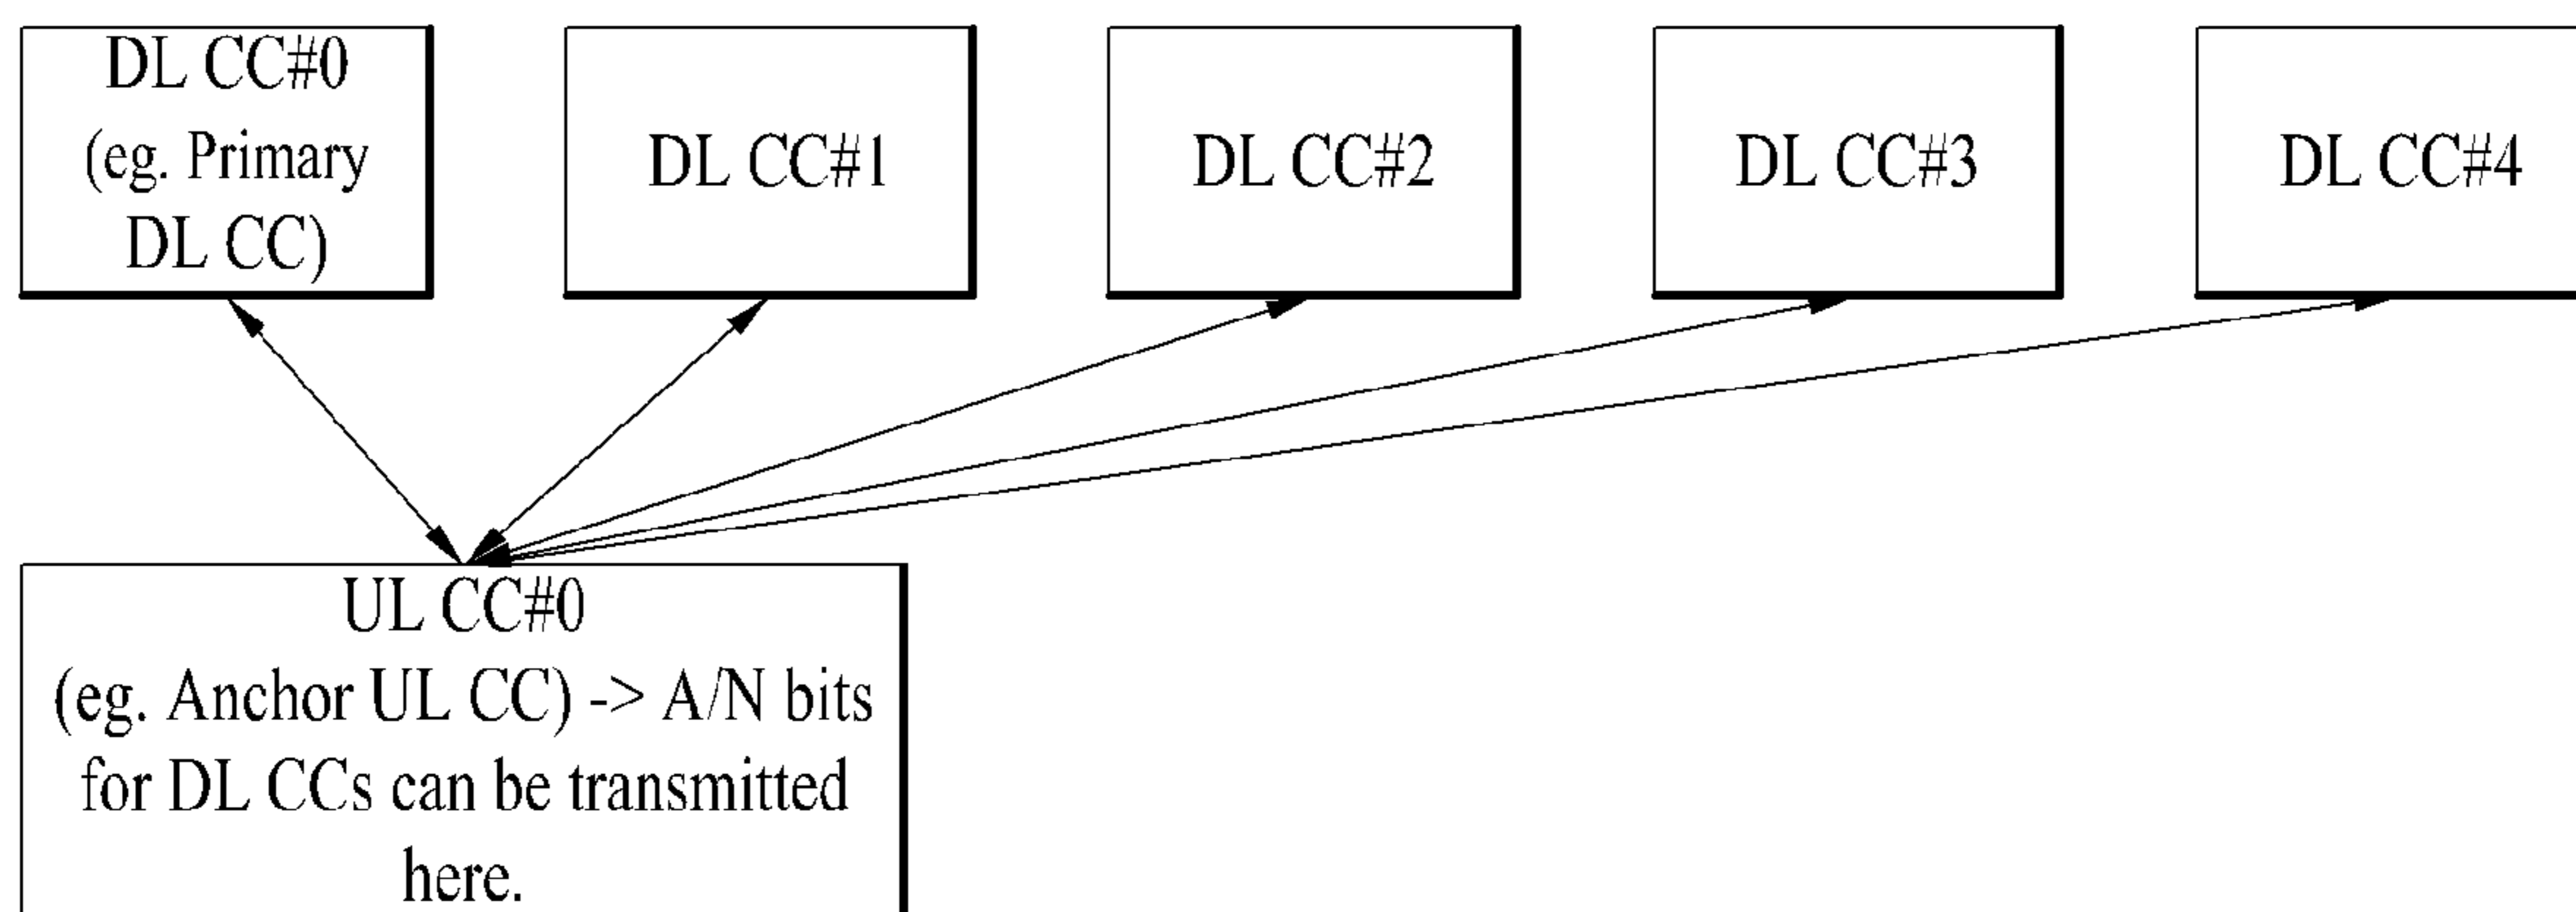 DL CC#0
(eg. Primary
DL CC)
DL CC#1
DL CC#2
DL CC#3
DL CC#4
UL CC#0
(eg. Anchor UL CC) -> A/N bits
for DL CCs can be transmitted
here.